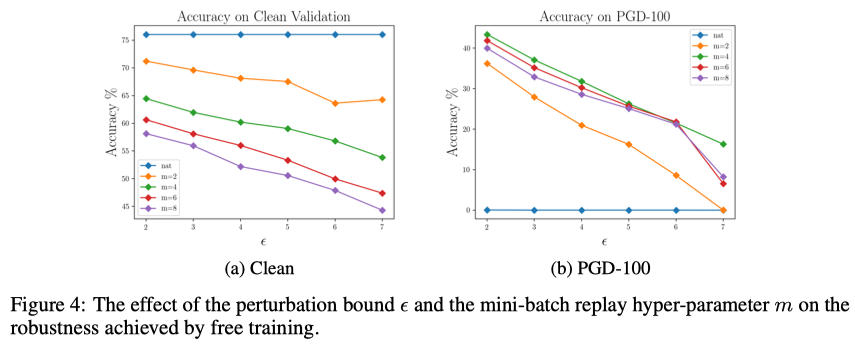 Accuracy on Clean Validation
75
70
65
60
55
50
45
Accuracy %
nat
m=2
m=4
m=6
m=8
2 3 4 5 6 7
ϵ
(a) Clean
Accuracy on PGD-100
40
30
20
10
0
Accuracy %
nat
m=2
m=4
m=6
m=8
2 3 4 5 6 7
ϵ
(b) PGD-100
Figure 4: The effect of the perturbation bound ϵ and the mini-batch replay hyper-parameter m on the
robustness achieved by free training.